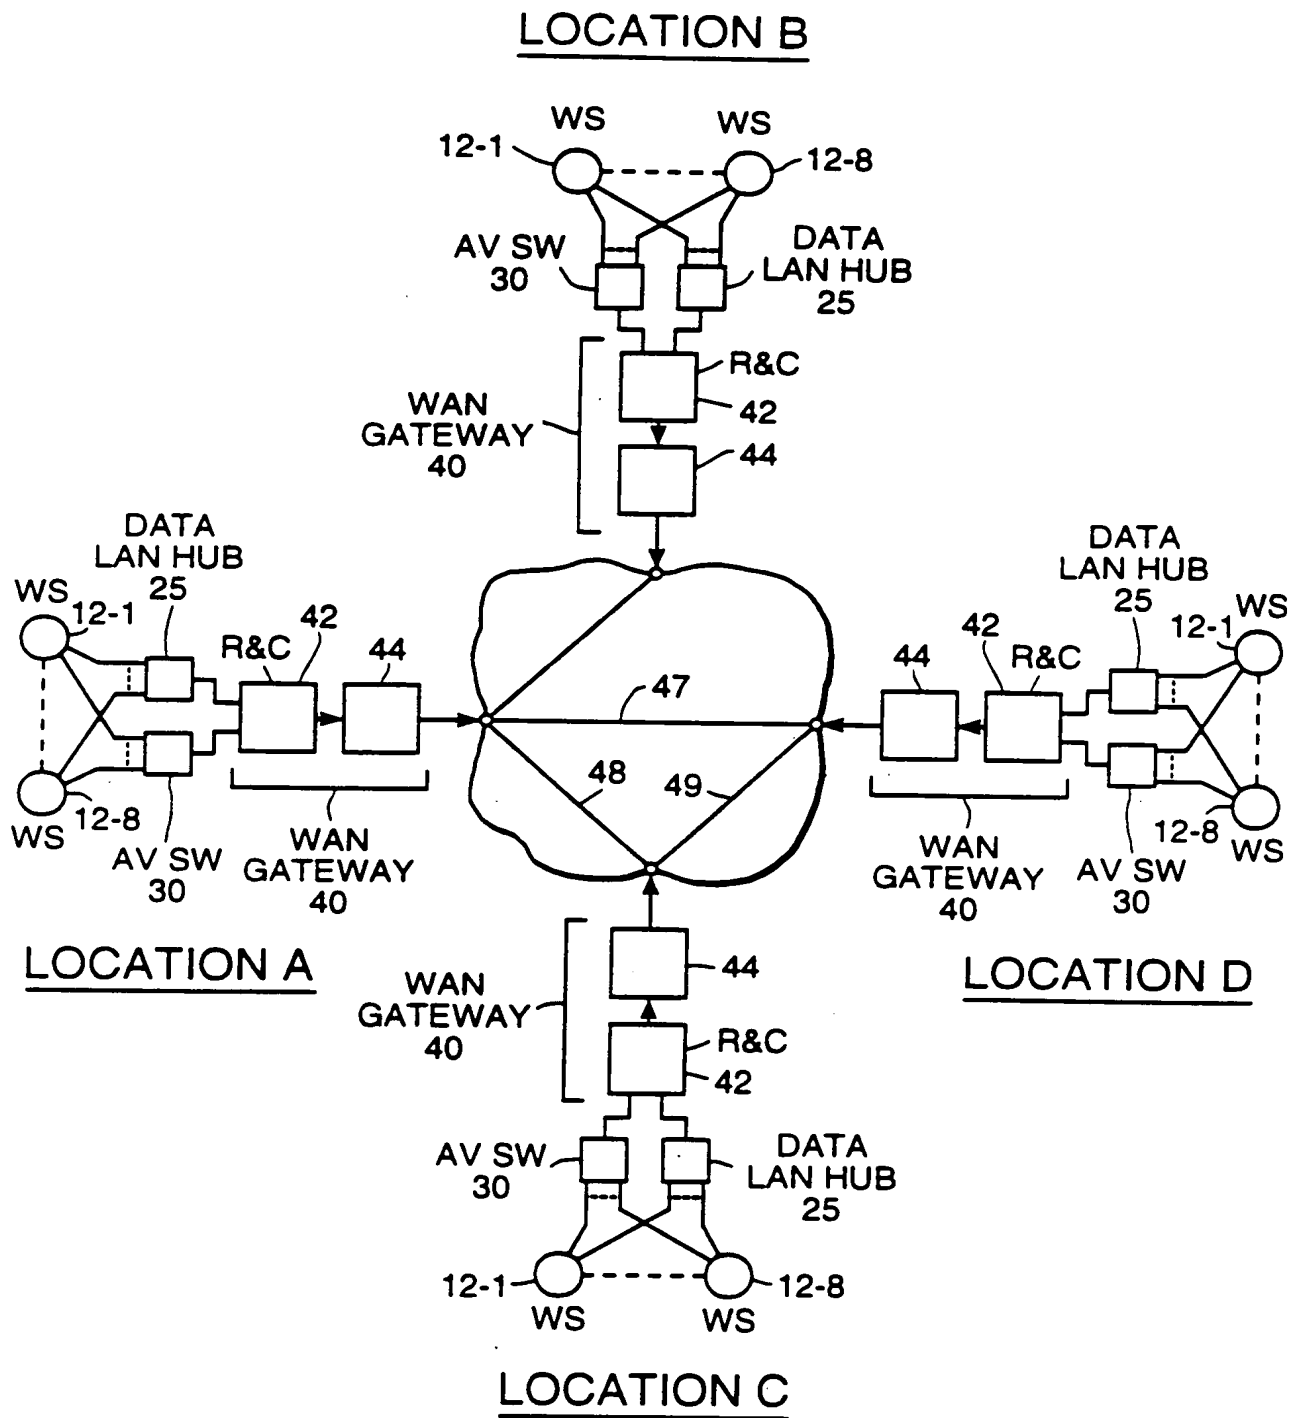 LOCATION B
WS
WS
12-1
12-8
AV SW
30
DATA
LAN HUB
25
R&C
42
WAN
GATEWAY
40
44
DATA
LAN HUB
25
WS
12-1
R&C
42
44
WS
12-8
AV SW
30
WAN
GATEWAY
40
LOCATION A
47
48
49
DATA
LAN HUB
25
WS
12-1
42
R&C
44
12-8
WS
AV SW
30
WAN
GATEWAY
40
LOCATION D
44
WAN
GATEWAY
40
R&C
42
AV SW
30
DATA
LAN HUB
25
12-1
12-8
WS
WS
LOCATION C